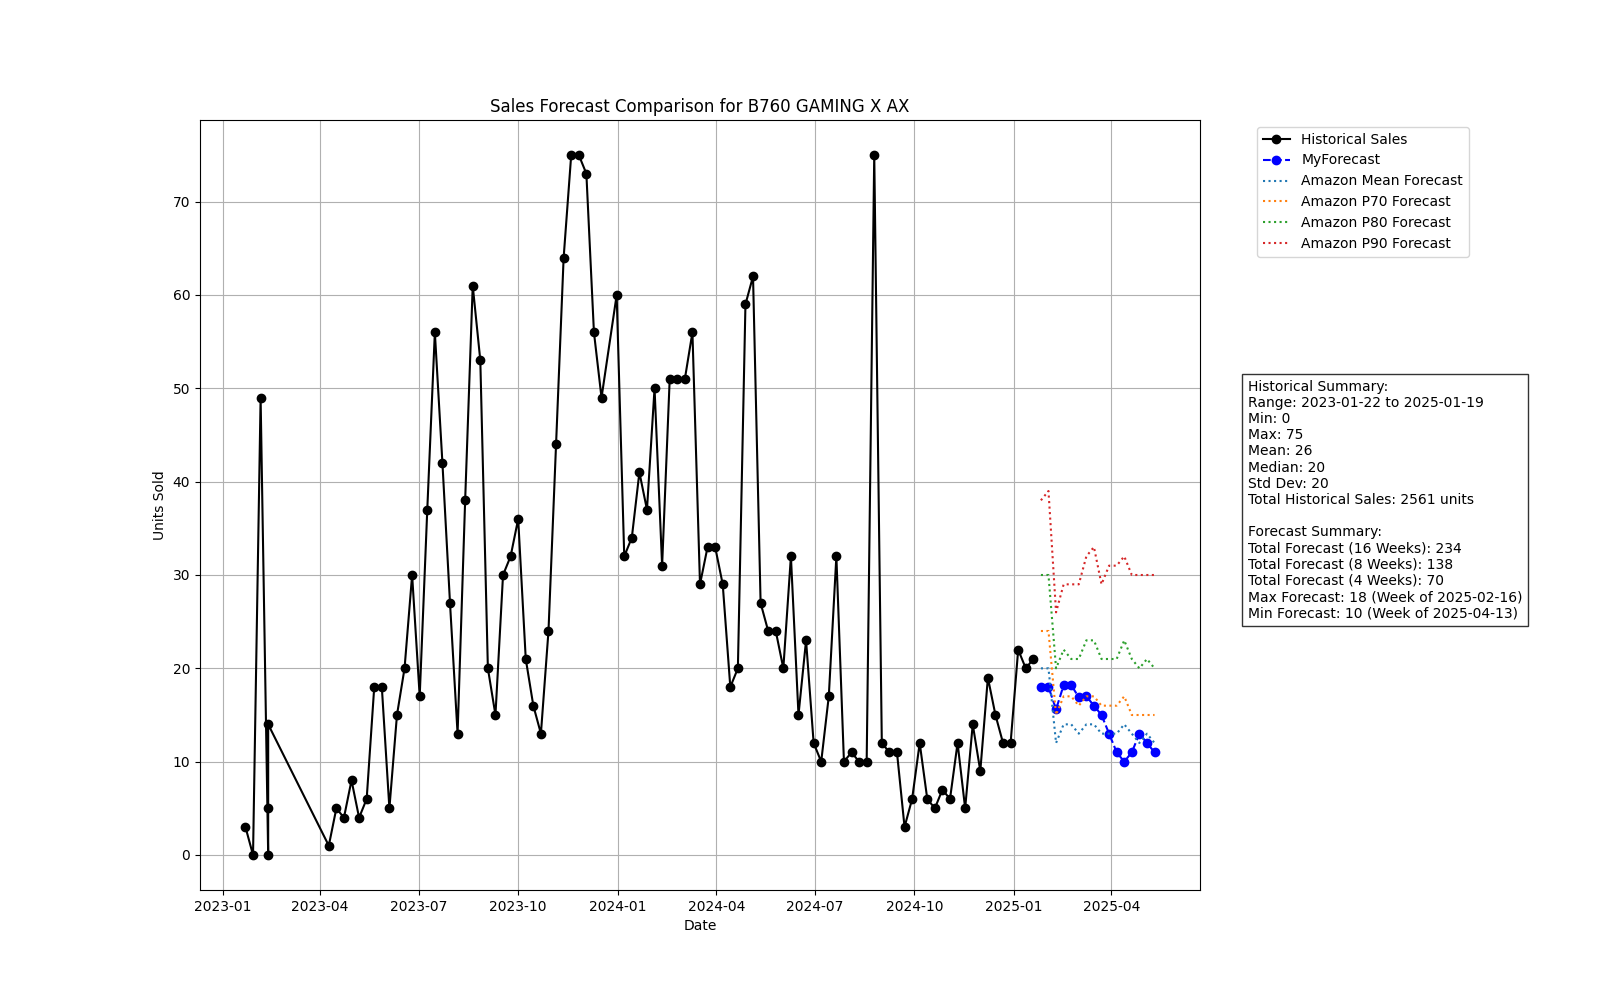 Sales Forecast Comparison for B760 GAMING X AX
Historical Sales
MyForecast
Amazon Mean Forecast
Amazon P70 Forecast
Amazon P80 Forecast
Amazon P90 Forecast
70
60
50
40
30
20
10
0
Units Sold
Historical Summary:
Range: 2023-01-22 to 2025-01-19
Min: 0
Max: 75
Mean: 26
Median: 20
Std Dev: 20
Total Historical Sales: 2561 units
Forecast Summary:
Total Forecast (16 Weeks): 234
Total Forecast (8 Weeks): 138
Total Forecast (4 Weeks): 70
Max Forecast: 18 (Week of 2025-02-16)
Min Forecast: 10 (Week of 2025-04-13)
2023-01 2023-04 2023-07 2023-10 2024-01 2024-04 2024-07 2024-10 2025-01 2025-04
Date